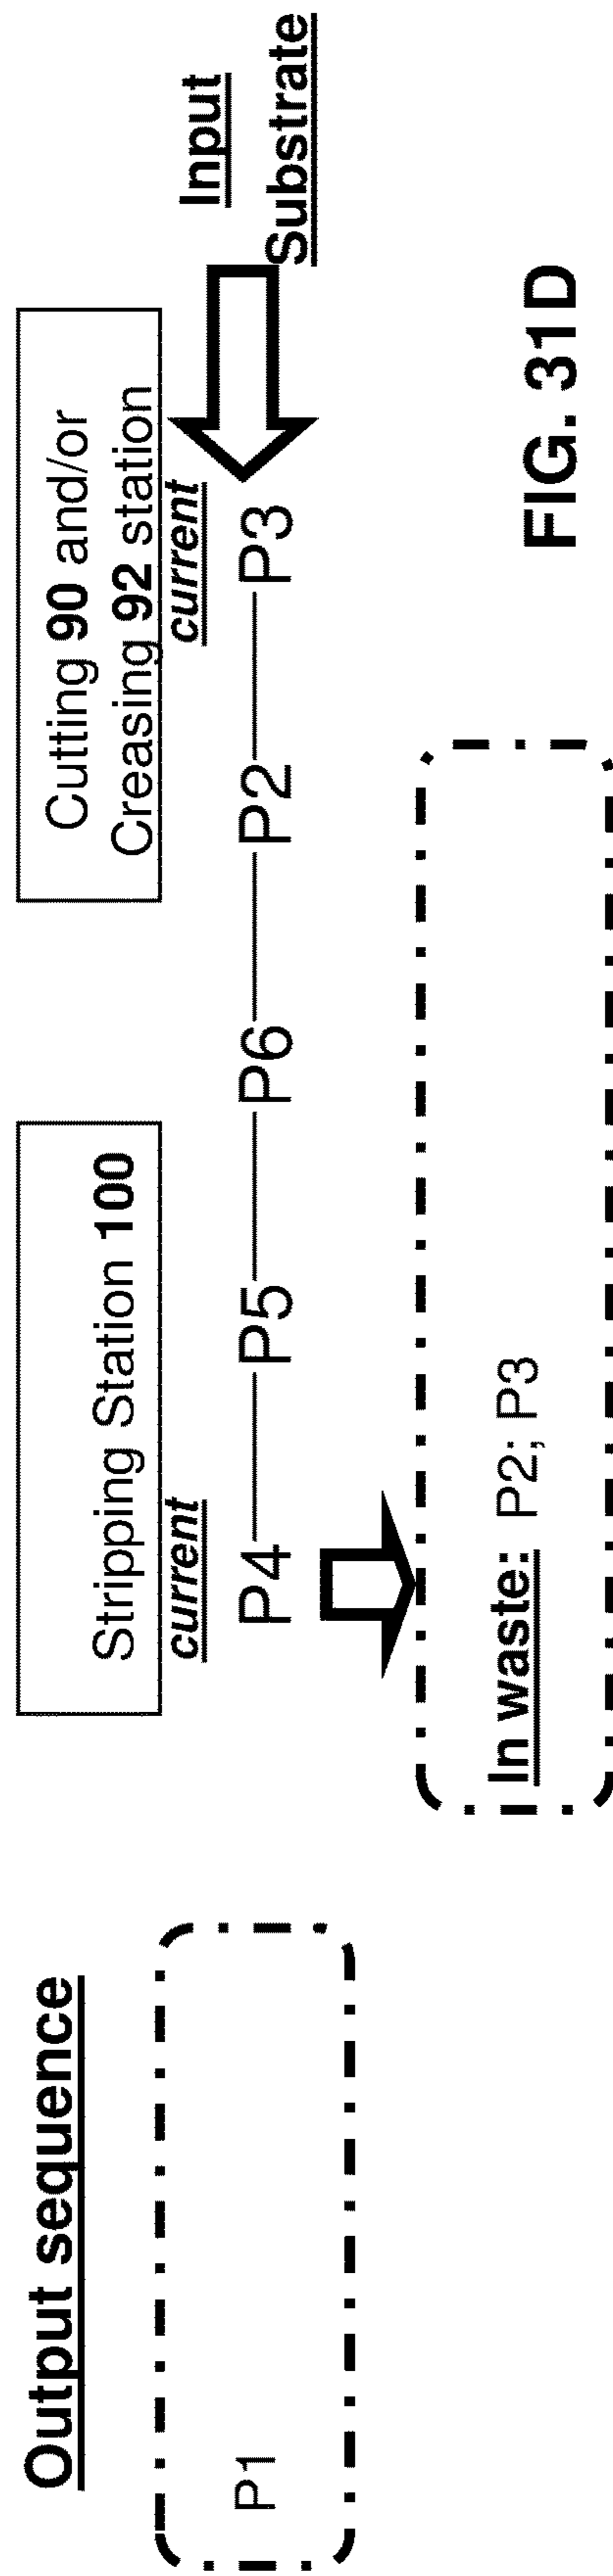 Output sequence
P1
Stripping Station 100
current
Cutting 90 and/or
Creasing 92 station
current
P4 P5 P6 P2 P3
Input
Substrate
In waste: P2; P3
FIG. 31D